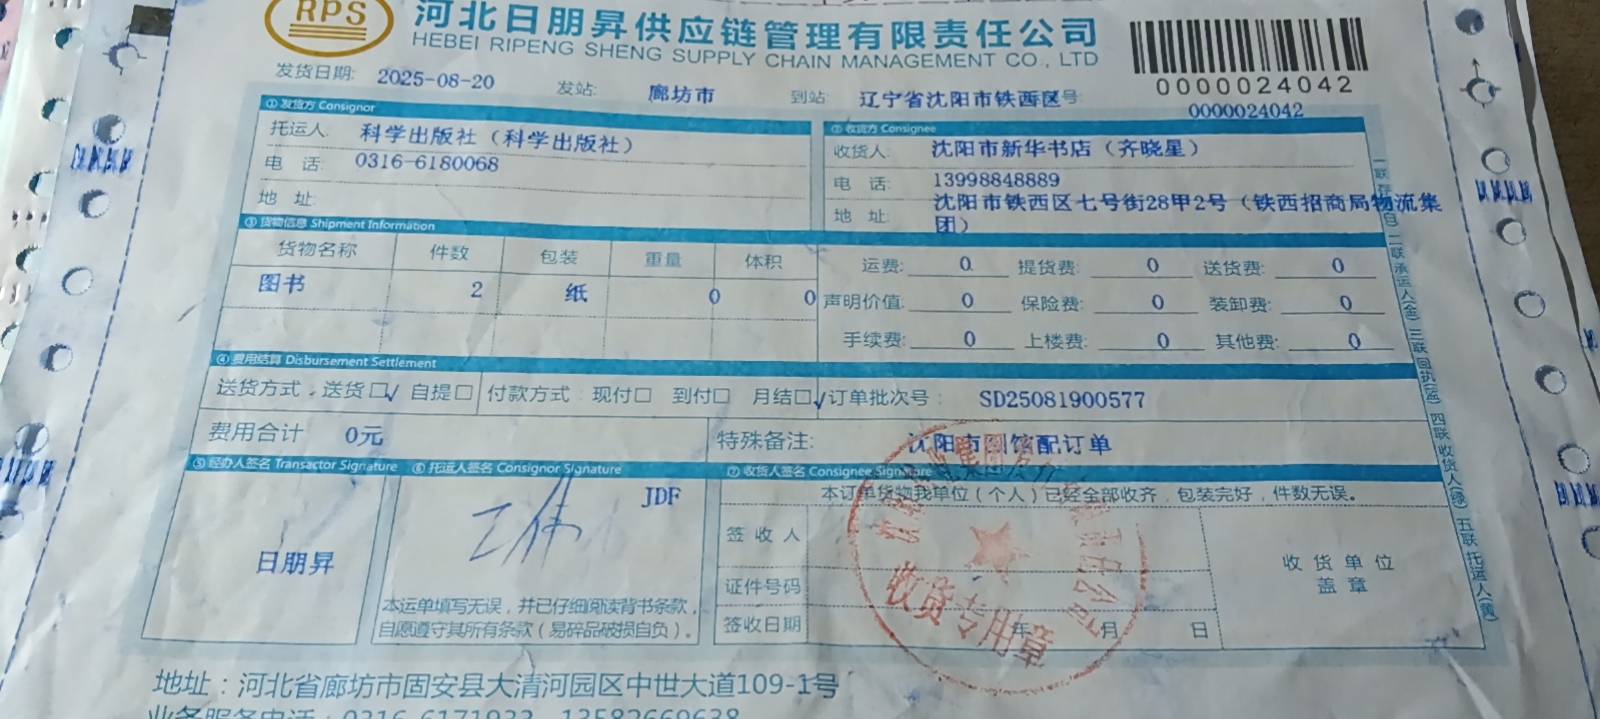 RPS
河北日朋昇供应链管理有限责任公司
HEBEI RIPENG SHENG SUPPLY CHAIN MANAGEMENT CO., LTD
0000024042
0000024042
发货日期: 2025-08-20 发站: 廊坊市 到站: 辽宁省沈阳市铁西区号
① 发货方 Consignor
托运人 科学出版社（科学出版社）
电 话: 0316-6180068
地 址:
② 收货方 Consignee
收货人: 沈阳市新华书店（齐晓星）
电 话: 13998848889
地 址: 沈阳市铁西区七号街28甲2号（铁西招商局物流集
团）
③ 货物信息 Shipment Information
货物名称 件数 包装 重量 体积
图书 2 纸 0 0
运费: 0 提货费: 0 送货费: 0
声明价值: 0 保险费: 0 装卸费: 0
手续费: 0 上楼费: 0 其他费: 0
④ 费用结算 Disbursement Settlement
送货方式: 送货□√ 自提□ 付款方式: 现付□ 到付□ 月结□√ 订单批次号: SD25081900577
费用合计 0元 特殊备注: 沈阳市图馆配订单
⑤ 经办人签名 Transactor Signature ⑥ 托运人签名 Consignor Signature ⑦ 收货人签名 Consignee Signature
日朋昇
JDF
本运单填写无误，并已仔细阅读背书条款，
自愿遵守其所有条款（易碎品破损自负）。
本订单货物我单位（个人）已经全部收齐，包装完好，件数无误。
签 收 人
证件号码
签收日期 年 月 日
收 货 单 位
盖 章
收货专用章
二联承运人(金) 三联回执(蓝) 四联收货人(绿) 五联托运人(黄)
地址：河北省廊坊市固安县大清河园区中世大道109-1号
业务服务电话：0316-6171933 13582669638